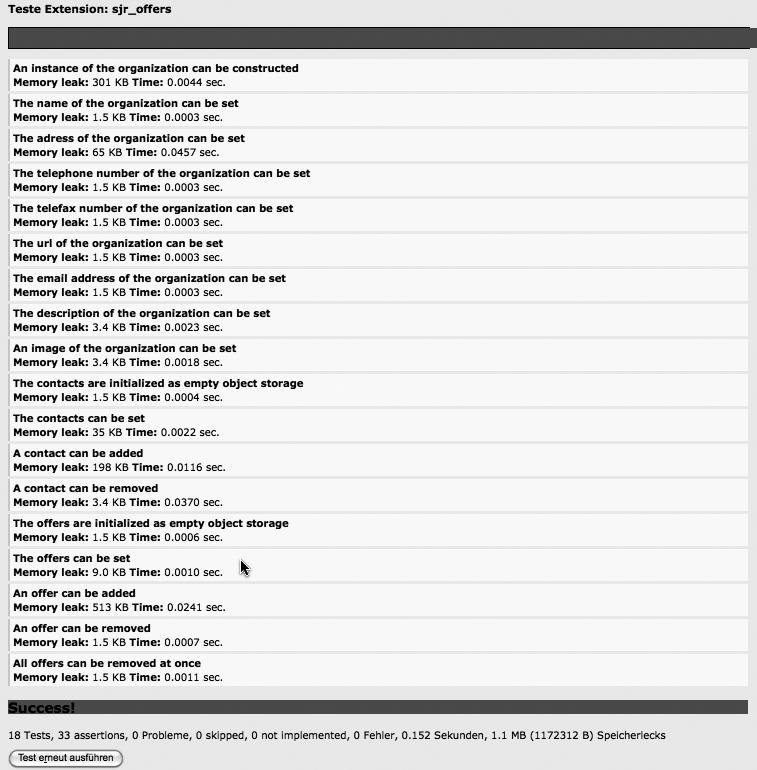 Teste Extension: sjr_offers
An instance of the organization can be constructed
Memory leak: 301 KB Time: 0.0044 sec.
The name of the organization can be set
Memory leak: 1.5 KB Time: 0.0003 sec.
The adress of the organization can be set
Memory leak: 65 KB Time: 0.0457 sec.
The telephone number of the organization can be set
Memory leak: 1.5 KB Time: 0.0003 sec.
The telefax number of the organization can be set
Memory leak: 1.5 KB Time: 0.0003 sec.
The url of the organization can be set
Memory leak: 1.5 KB Time: 0.0003 sec.
The email address of the organization can be set
Memory leak: 1.5 KB Time: 0.0003 sec.
The description of the organization can be set
Memory leak: 3.4 KB Time: 0.0023 sec.
An image of the organization can be set
Memory leak: 3.4 KB Time: 0.0018 sec.
The contacts are initialized as empty object storage
Memory leak: 1.5 KB Time: 0.0004 sec.
The contacts can be set
Memory leak: 35 KB Time: 0.0022 sec.
A contact can be added
Memory leak: 198 KB Time: 0.0116 sec.
A contact can be removed
Memory leak: 3.4 KB Time: 0.0370 sec.
The offers are initialized as empty object storage
Memory leak: 1.5 KB Time: 0.0006 sec.
The offers can be set
Memory leak: 9.0 KB Time: 0.0010 sec.
An offer can be added
Memory leak: 513 KB Time: 0.0241 sec.
An offer can be removed
Memory leak: 1.5 KB Time: 0.0007 sec.
All offers can be removed at once
Memory leak: 1.5 KB Time: 0.0011 sec.
Success!
18 Tests, 33 assertions, 0 Probleme, 0 skipped, 0 not implemented, 0 Fehler, 0.152 Sekunden, 1.1 MB (1172312 B) Speicherlecks
Test erneut ausführen